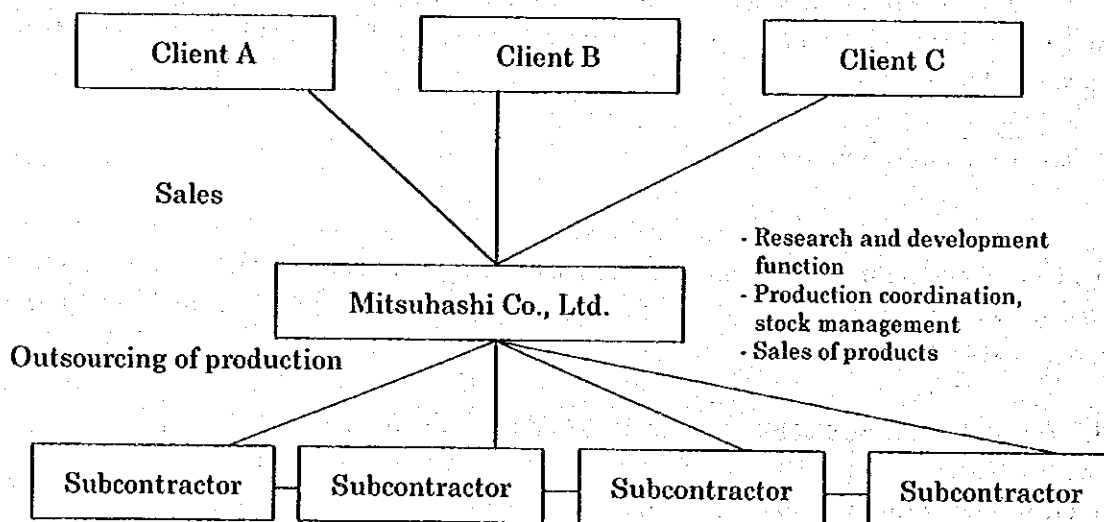 Client A
Client B
Client C
Sales
- Research and development
function
- Production coordination,
stock management
- Sales of products
Mitsuhashi Co., Ltd.
Outsourcing of production
Subcontractor
Subcontractor
Subcontractor
Subcontractor